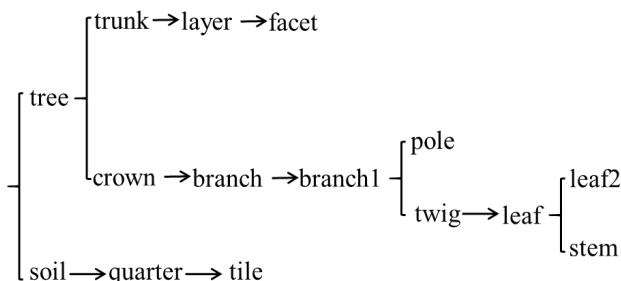 trunk→layer→facet
tree
crown→branch→branch1
pole
twig→leaf
leaf2
stem
soil→quarter→tile